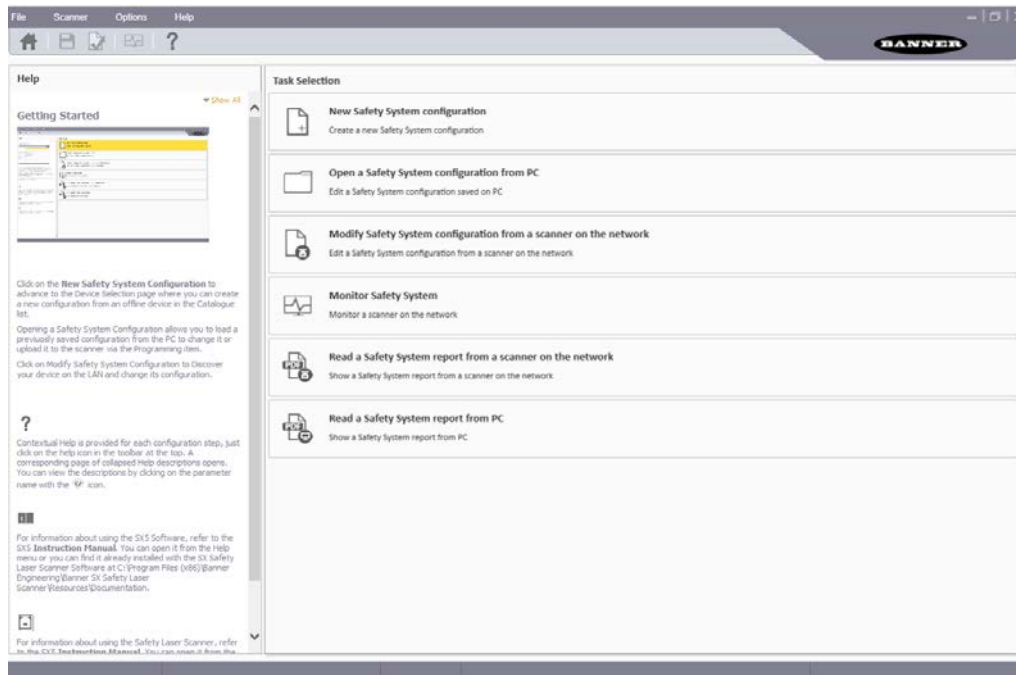 File Scanner Options Help
BANNER
Help
Show All
Getting Started
Click on the New Safety System Configuration to
advance to the Device Selection page where you can create
a new configuration from an offline device in the Catalogue
list.
Opening a Safety System Configuration allows you to load a
previuosly saved configuration from the PC to change it or
upload it to the scanner via the Programming item.
Click on Modify Safety System Configuration to Discover
your device on the LAN and change its configuration.
?
Contextual Help is provided for each configuration step, just
click on the help icon in the toolbar at the top. A
corresponding page of collapsed Help descriptions opens.
You can view the descriptions by clicking on the parameter
name with the icon.
For information about using the SX5 Software, refer to the
SX5 Instruction Manual. You can open it from the Help
menu or you can find it already installed with the SX Safety
Laser Scanner Software at C:\Program Files (x86)\Banner
Engineering\Banner SX Safety Laser
Scanner\Resources\Documentation.
For information about using the Safety Laser Scanner, refer
to the SX5 Instruction Manual. You can open it from the
Task Selection
New Safety System configuration
Create a new Safety System configuration
Open a Safety System configuration from PC
Edit a Safety System configuration saved on PC
Modify Safety System configuration from a scanner on the network
Edit a Safety System configuration from a scanner on the network
Monitor Safety System
Monitor a scanner on the network
Read a Safety System report from a scanner on the network
Show a Safety System report from a scanner on the network
Read a Safety System report from PC
Show a Safety System report from PC